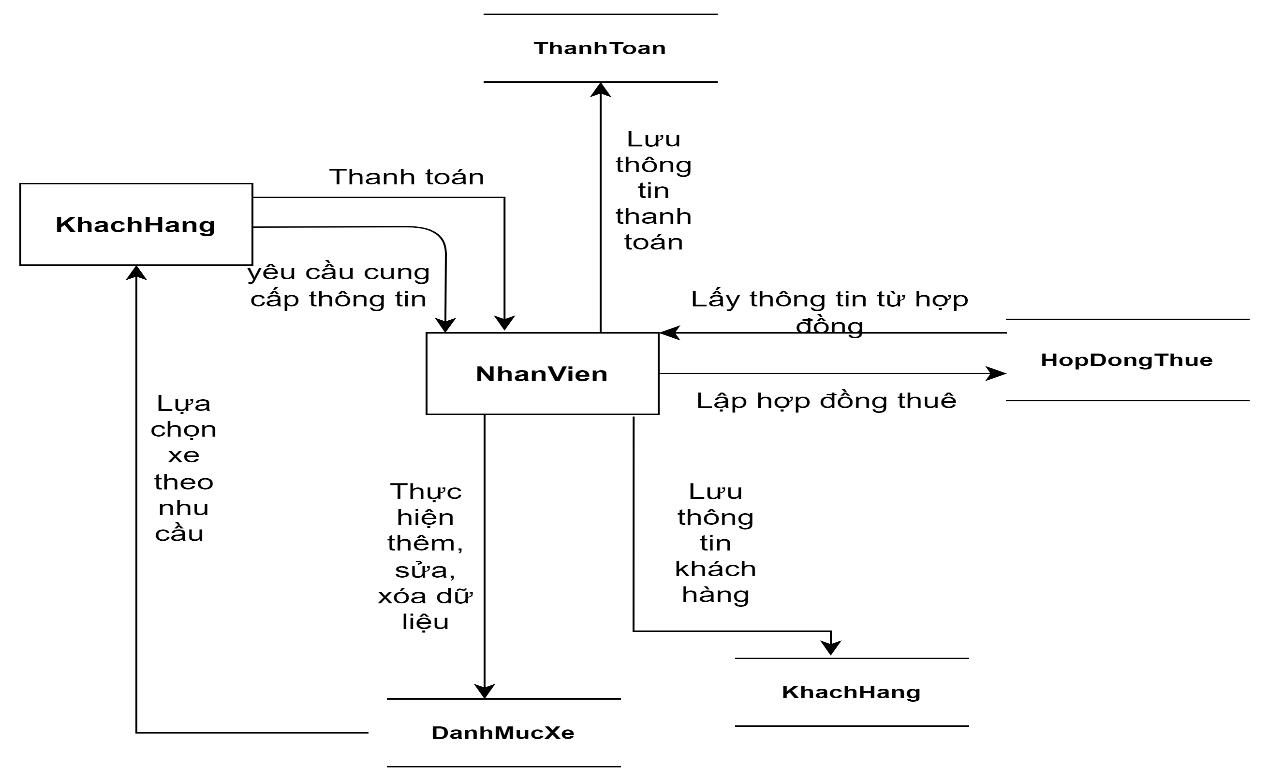 ThanhToan
Lưu
thông
tin
thanh
toán
Thanh toán
KhachHang
yêu cầu cung
cấp thông tin
Lấy thông tin từ hợp
đồng
HopDongThue
NhanVien
Lập hợp đồng thuê
Lựa
chọn
xe
theo
nhu
cầu
Thực
hiện
thêm,
sửa,
xóa dữ
liệu
Lưu
thông
tin
khách
hàng
KhachHang
DanhMucXe